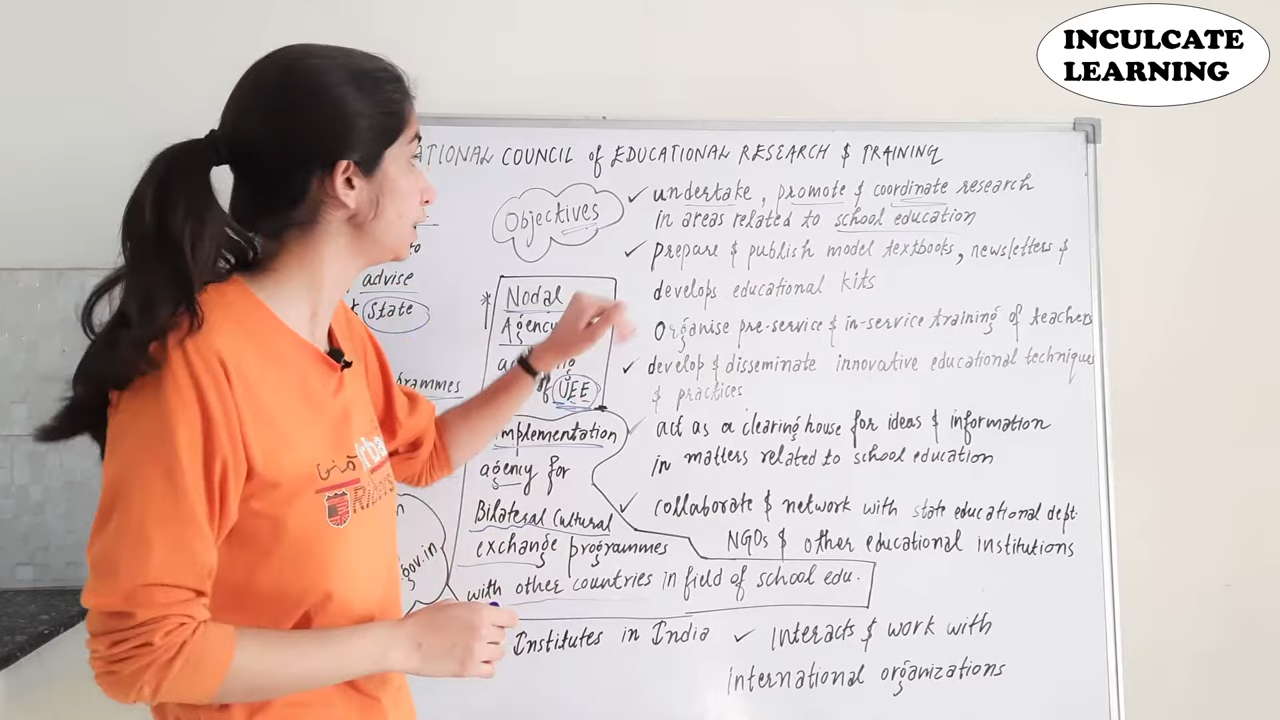 INCULCATE
LEARNING
ATIONAL COUNCIL of EDUCATIONAL RESEARCH & TRAINING
Objectives
✓ undertake, promote & coordinate research
in areas related to school education
✓ prepare & publish model textbooks, newsletters &
develops educational kits
Organise pre-service & in-service training of teachers
✓ develop & disseminate innovative educational techniques
& practices
✓ act as a clearing house for ideas & information
in matters related to school education
✓ collaborate & network with state educational dept.
NGOs & other educational institutions
✓ Interacts & work with
International organizations
to
advise
State
grammes
.gov.in
* Nodal
Agency
of UEE
implementation
agency for
Bilateral Cultural
exchange programmes
with other countries in field of school edu.
Institutes in India